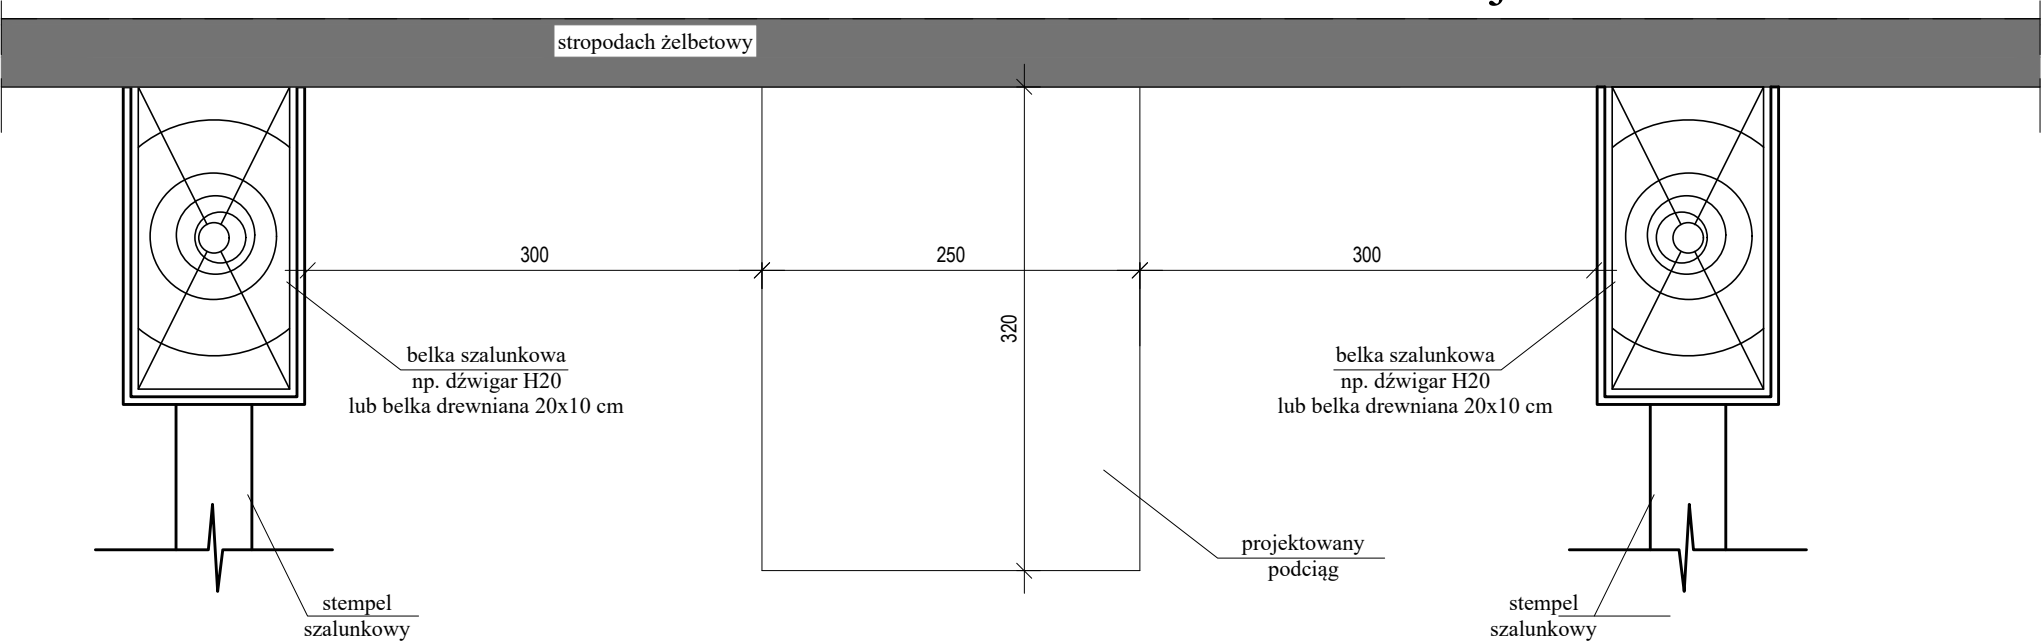 stropodach żelbetowy
300
250
300
320
belka szalunkowa
np. dźwigar H20
lub belka drewniana 20x10 cm
belka szalunkowa
np. dźwigar H20
lub belka drewniana 20x10 cm
projektowany
podciąg
stempel
szalunkowy
stempel
szalunkowy